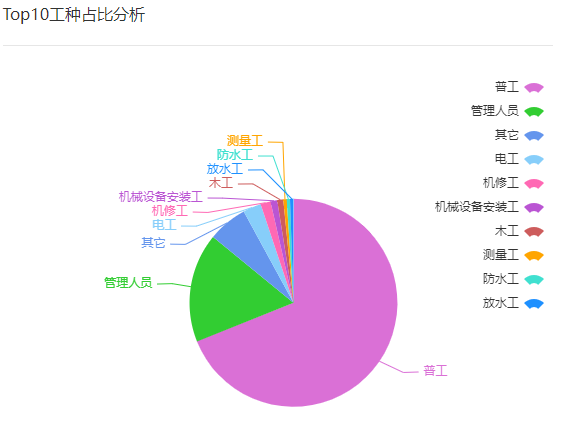 Top10工种占比分析
普工
管理人员
其它
电工
机修工
机械设备安装工
木工
测量工
防水工
放水工
测量工
防水工
放水工
木工
机械设备安装工
机修工
电工
其它
管理人员
普工